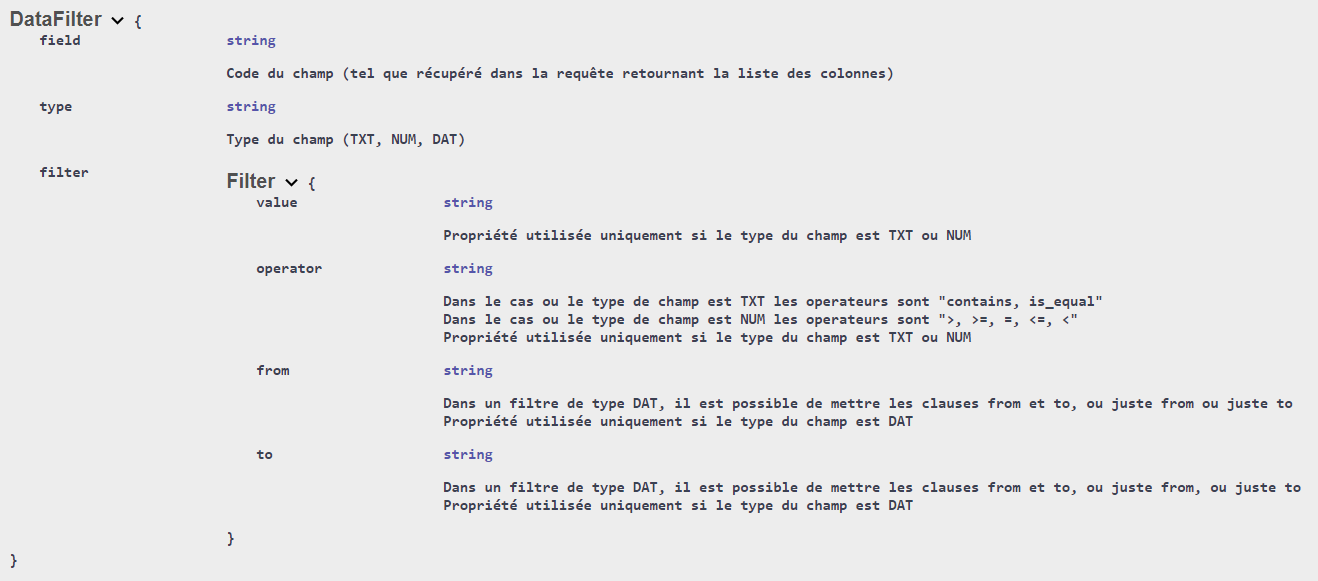 DataFilter {
field string
Code du champ (tel que récupéré dans la requête retournant la liste des colonnes)
type string
Type du champ (TXT, NUM, DAT)
filter Filter {
value string
Propriété utilisée uniquement si le type du champ est TXT ou NUM
operator string
Dans le cas ou le type de champ est TXT les operateurs sont "contains, is_equal"
Dans le cas ou le type de champ est NUM les operateurs sont ">, >=, =, <=, <"
Propriété utilisée uniquement si le type du champ est TXT ou NUM
from string
Dans un filtre de type DAT, il est possible de mettre les clauses from et to, ou juste from ou juste to
Propriété utilisée uniquement si le type du champ est DAT
to string
Dans un filtre de type DAT, il est possible de mettre les clauses from et to, ou juste from, ou juste to
Propriété utilisée uniquement si le type du champ est DAT
}
}